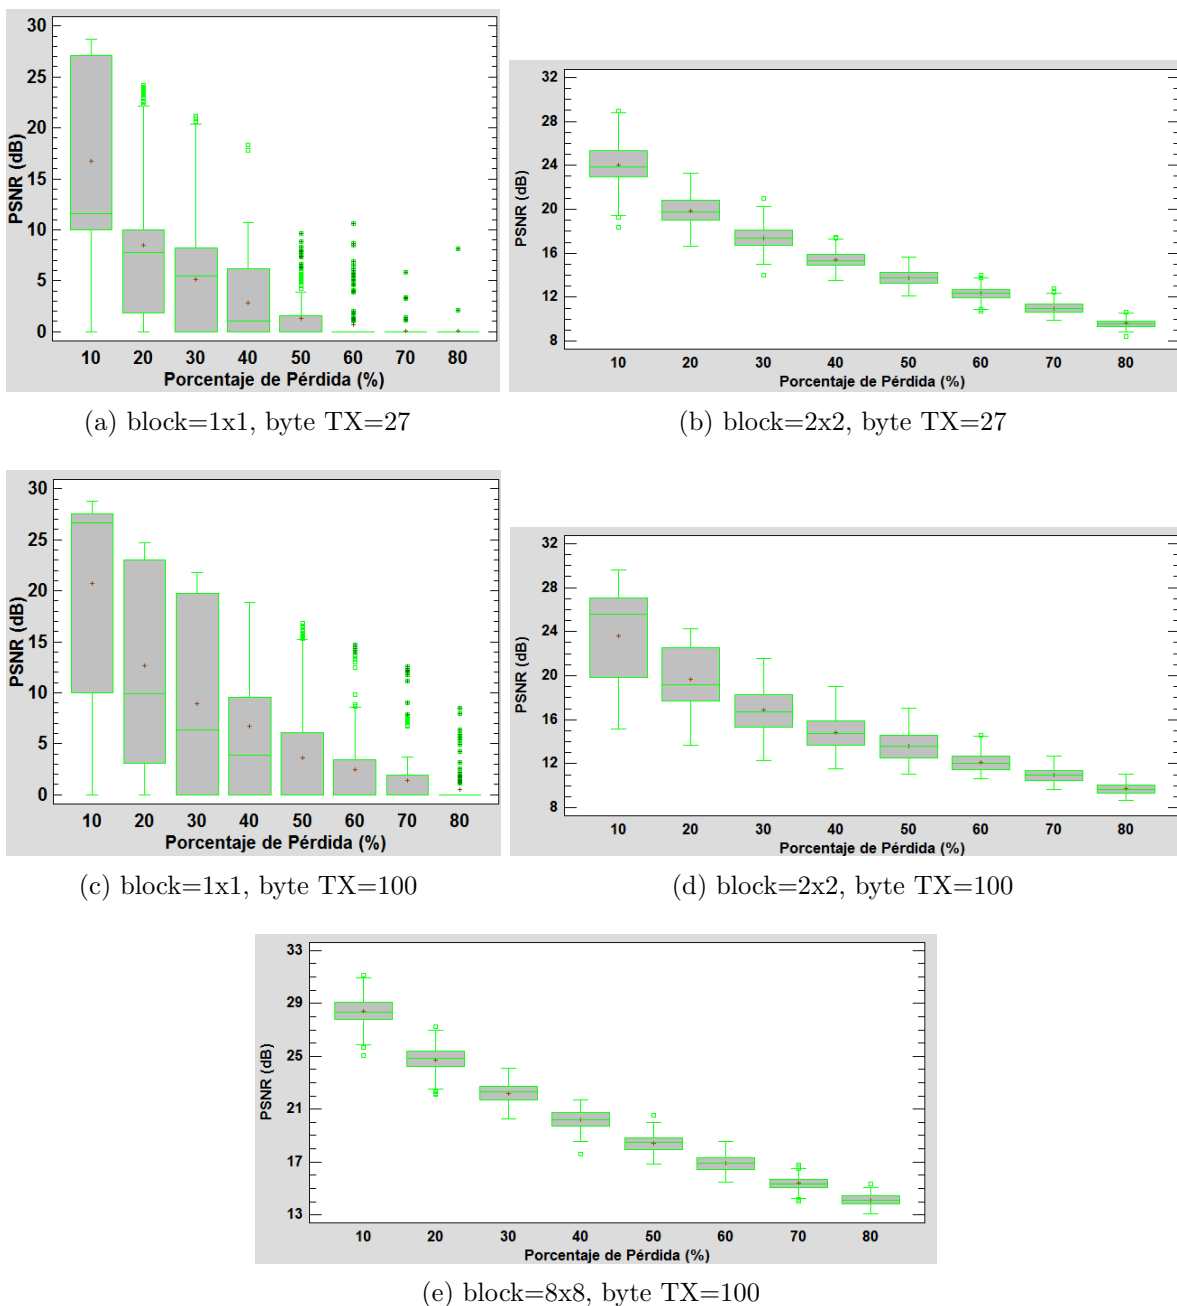 30
25
20
15
10
5
0
PSNR (dB)
10 20 30 40 50 60 70 80
Porcentaje de Pérdida (%)
(a) block=1x1, byte TX=27
32
28
24
20
16
12
8
PSNR (dB)
10 20 30 40 50 60 70 80
Porcentaje de Pérdida (%)
(b) block=2x2, byte TX=27
30
25
20
15
10
5
0
PSNR (dB)
10 20 30 40 50 60 70 80
Porcentaje de Pérdida (%)
(c) block=1x1, byte TX=100
32
28
24
20
16
12
8
PSNR (dB)
10 20 30 40 50 60 70 80
Porcentaje de Pérdida (%)
(d) block=2x2, byte TX=100
33
29
25
21
17
13
PSNR (dB)
10 20 30 40 50 60 70 80
Porcentaje de Pérdida (%)
(e) block=8x8, byte TX=100